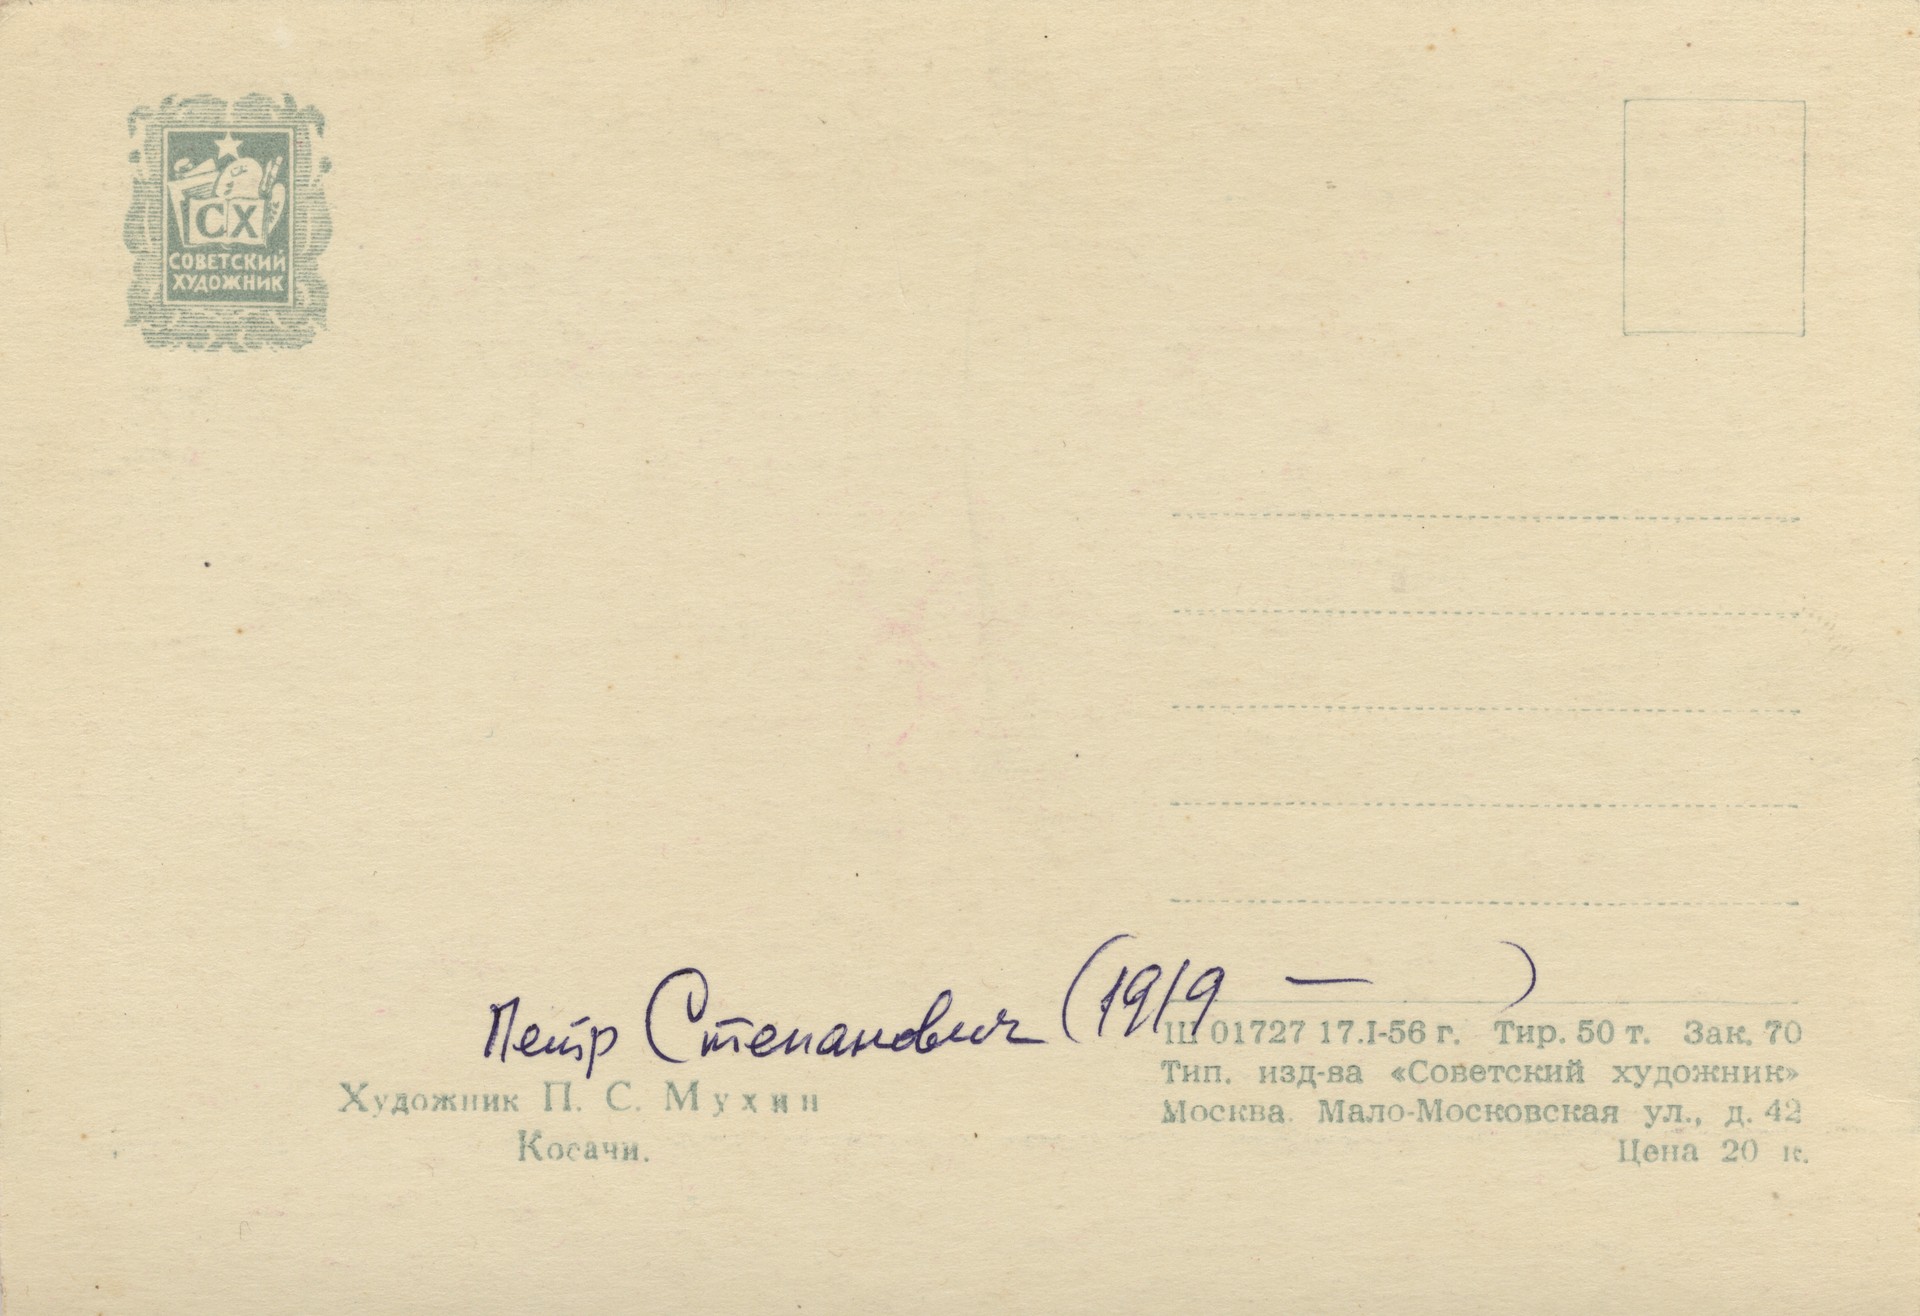 СХ
СОВЕТСКИЙ
ХУДОЖНИК
Петр Степанович (1919 — )
Художник П. С. Мухин
Косачи.
Ш 01727 17.I-56 г. Тир. 50 т. Зак. 70
Тип. изд-ва «Советский художник»
Москва. Мало-Московская ул., д. 42
Цена 20 к.